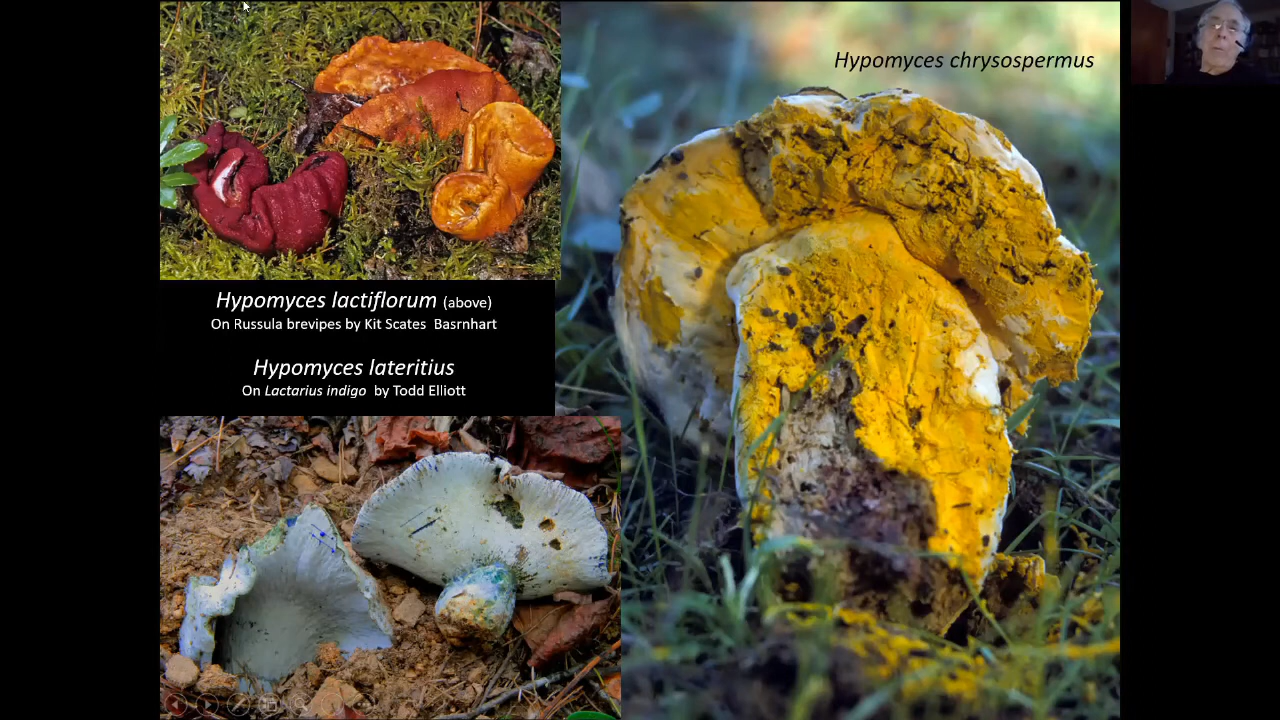 Hypomyces chrysospermus
Hypomyces lactiflorum (above)
On Russula brevipes by Kit Scates Basrnhart
Hypomyces lateritius
On Lactarius indigo by Todd Elliott